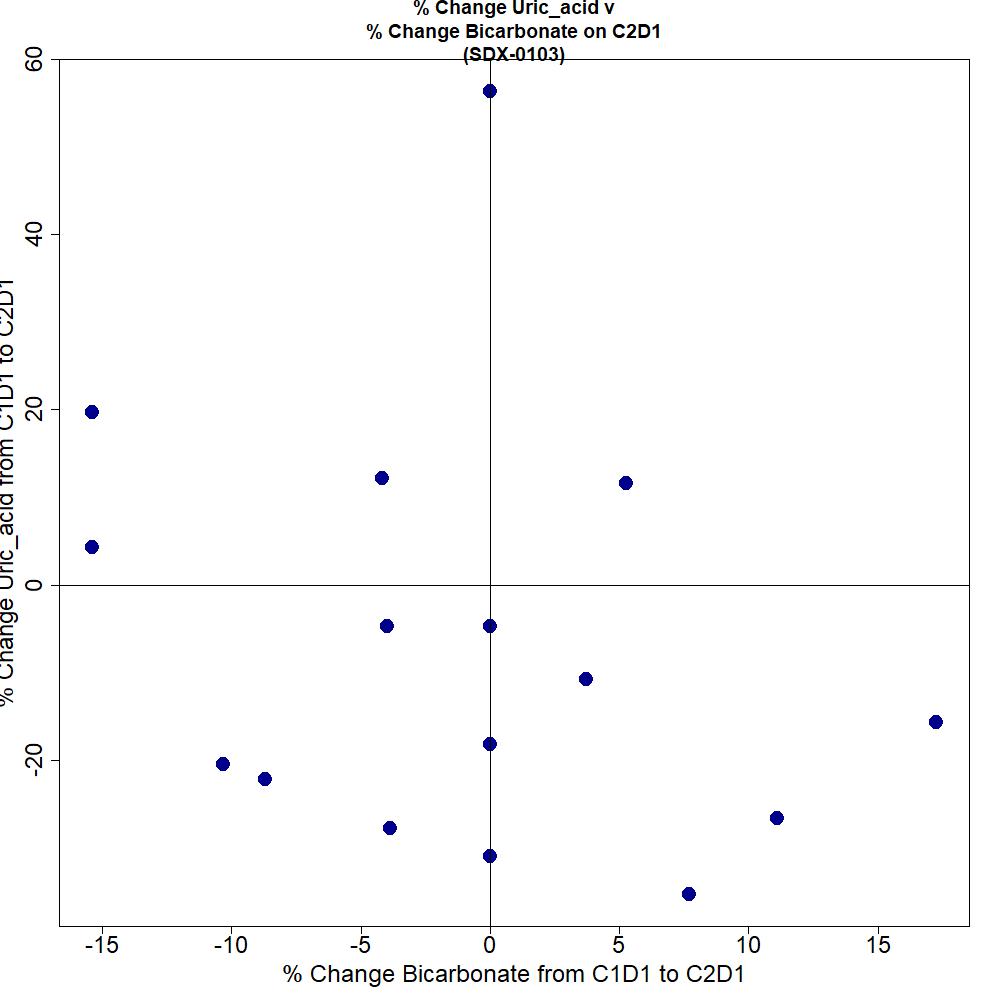 % Change Uric_acid v
% Change Bicarbonate on C2D1
(SDX-0103)
% Change Uric_acid from C1D1 to C2D1
60
40
20
0
-20
-15
-10
-5
0
5
10
15
% Change Bicarbonate from C1D1 to C2D1